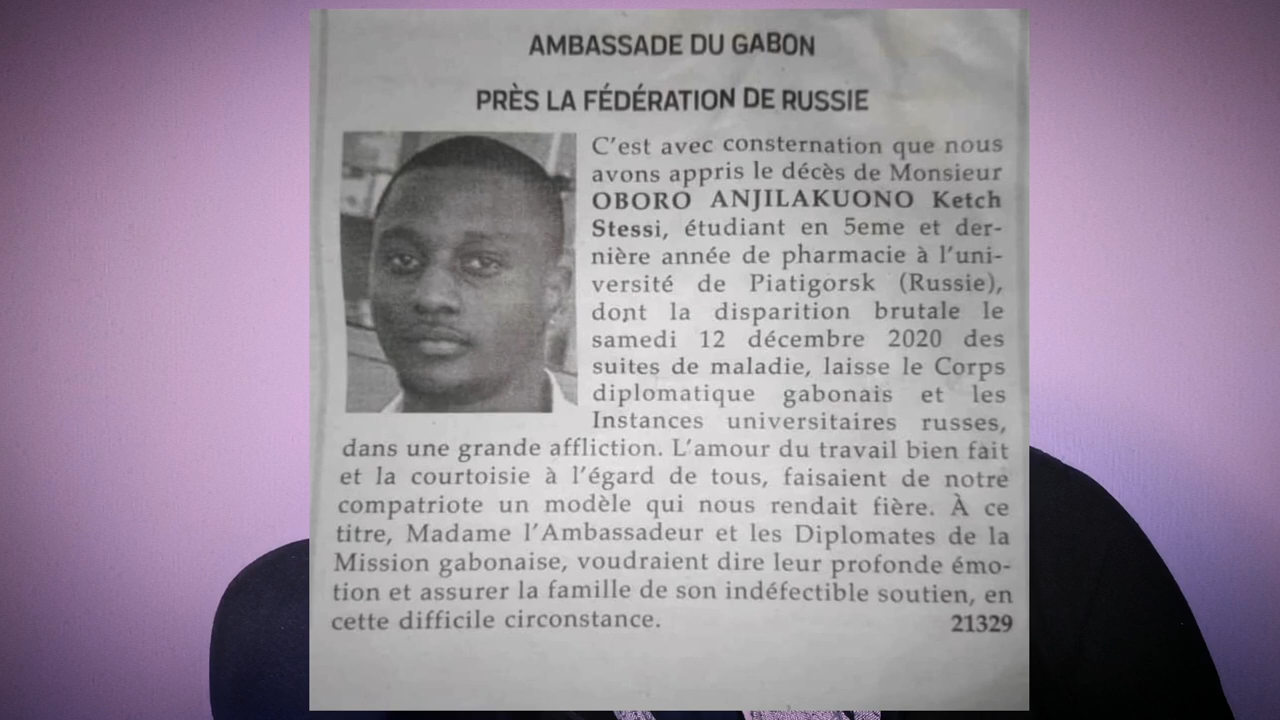 AMBASSADE DU GABON
PRÈS LA FÉDÉRATION DE RUSSIE
C'est avec consternation que nous
avons appris le décès de Monsieur
OBORO ANJILAKUONO Ketch
Stessi, étudiant en 5eme et der-
nière année de pharmacie à l'uni-
versité de Piatigorsk (Russie),
dont la disparition brutale le
samedi 12 décembre 2020 des
suites de maladie, laisse le Corps
diplomatique gabonais et les
Instances universitaires russes,
dans une grande affliction. L'amour du travail bien fait
et la courtoisie à l'égard de tous, faisaient de notre
compatriote un modèle qui nous rendait fière. À ce
titre, Madame l'Ambassadeur et les Diplomates de la
Mission gabonaise, voudraient dire leur profonde émo-
tion et assurer la famille de son indéfectible soutien, en
cette difficile circonstance. 21329